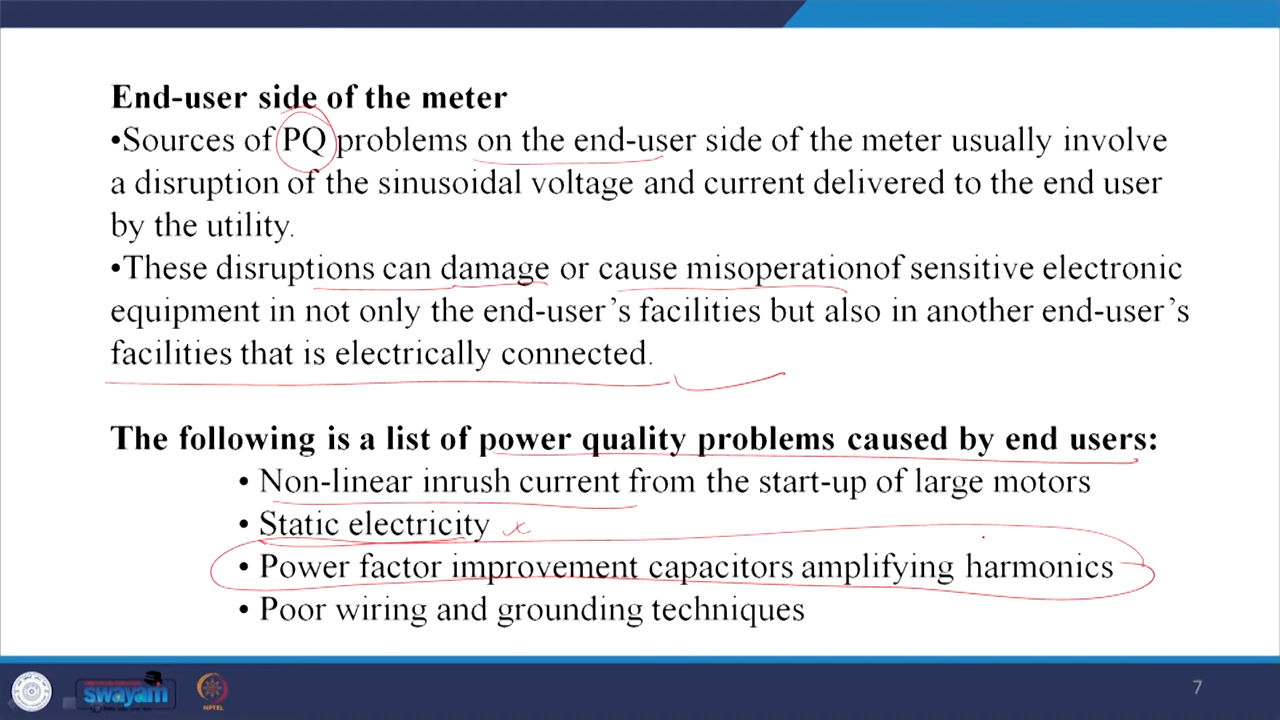 End-user side of the meter
•Sources of PQ problems on the end-user side of the meter usually involve
a disruption of the sinusoidal voltage and current delivered to the end user
by the utility.
•These disruptions can damage or cause misoperationof sensitive electronic
equipment in not only the end-user’s facilities but also in another end-user’s
facilities that is electrically connected.
The following is a list of power quality problems caused by end users:
• Non-linear inrush current from the start-up of large motors
• Static electricity
• Power factor improvement capacitors amplifying harmonics
• Poor wiring and grounding techniques
swayam
NPTEL
7